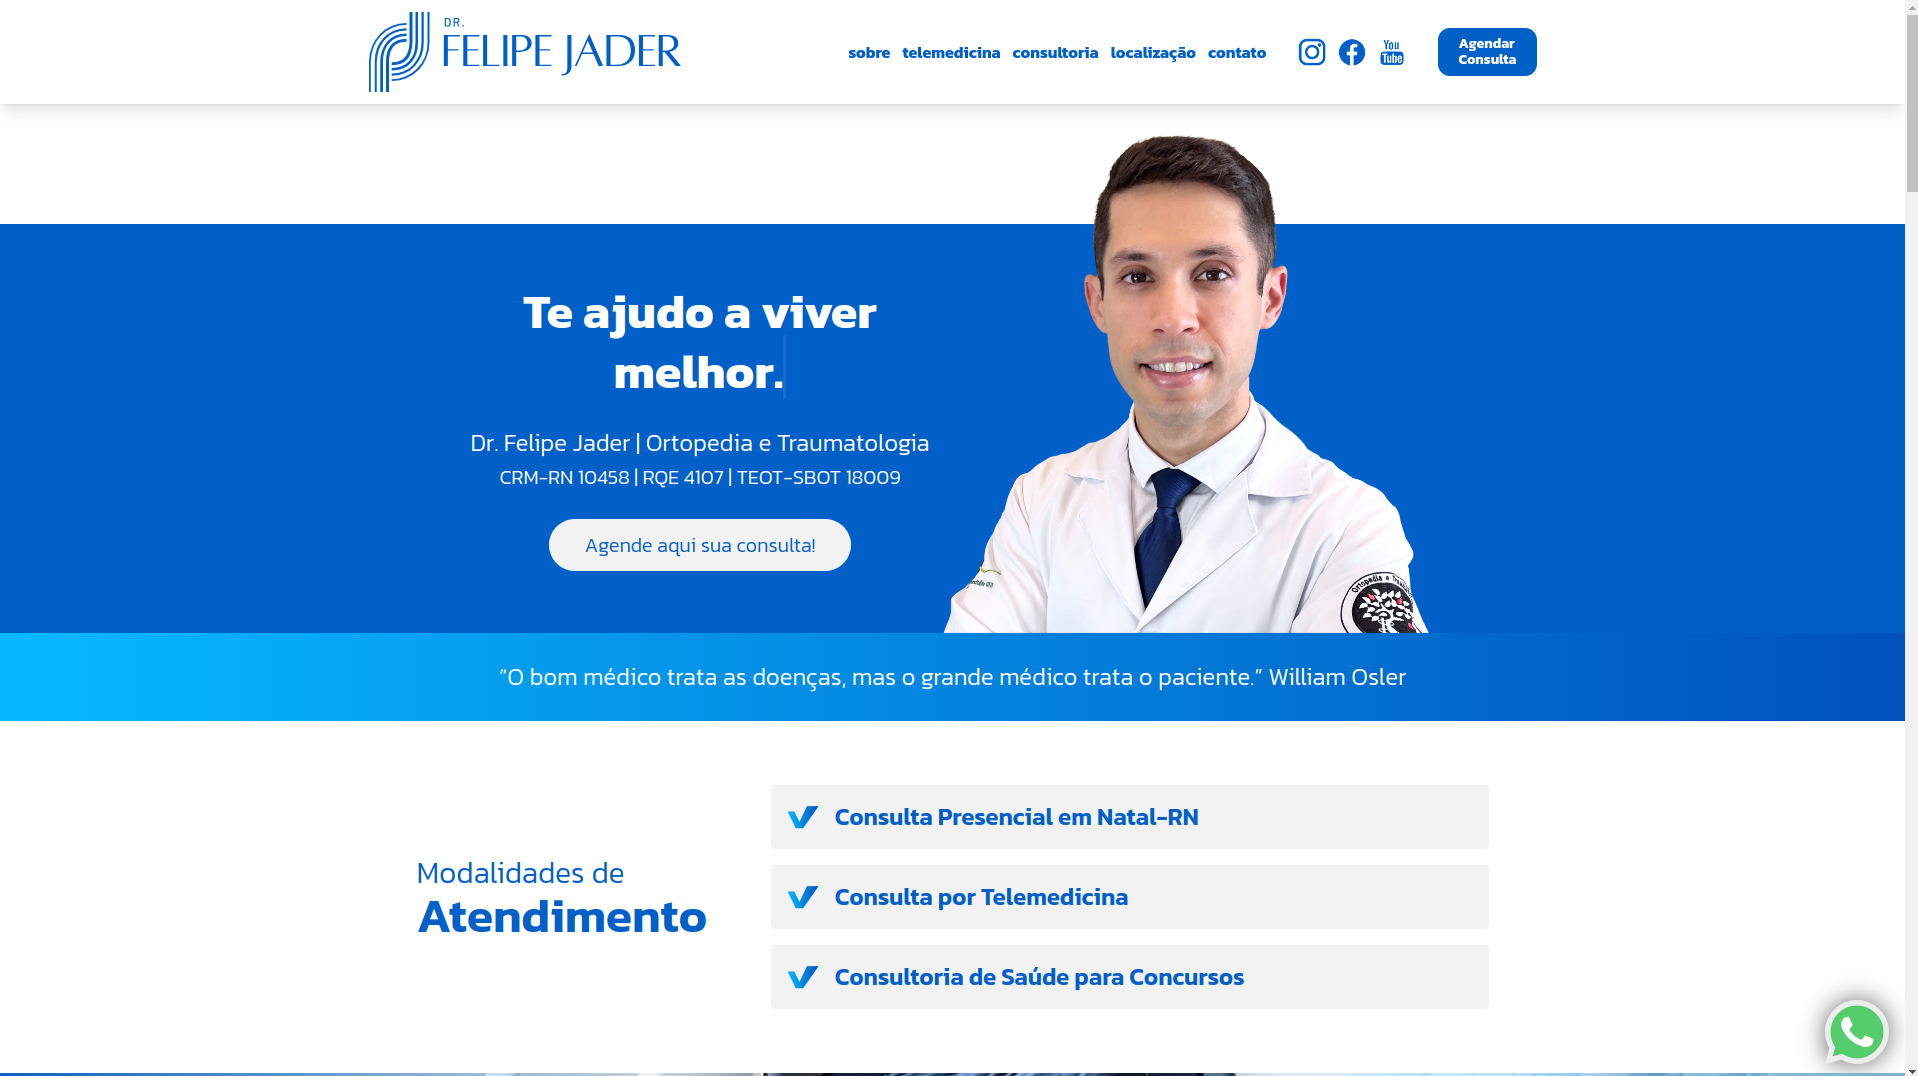 DR.
FELIPE JADER
sobre telemedicina consultoria localização contato
You
Tube
Agendar
Consulta
Te ajudo a viver
melhor.
Dr. Felipe Jader | Ortopedia e Traumatologia
CRM-RN 10458 | RQE 4107 | TEOT-SBOT 18009
Agende aqui sua consulta!
Ortopedia e
“O bom médico trata as doenças, mas o grande médico trata o paciente.” William Osler
Consulta Presencial em Natal-RN
Modalidades de
Atendimento
Consulta por Telemedicina
Consultoria de Saúde para Concursos